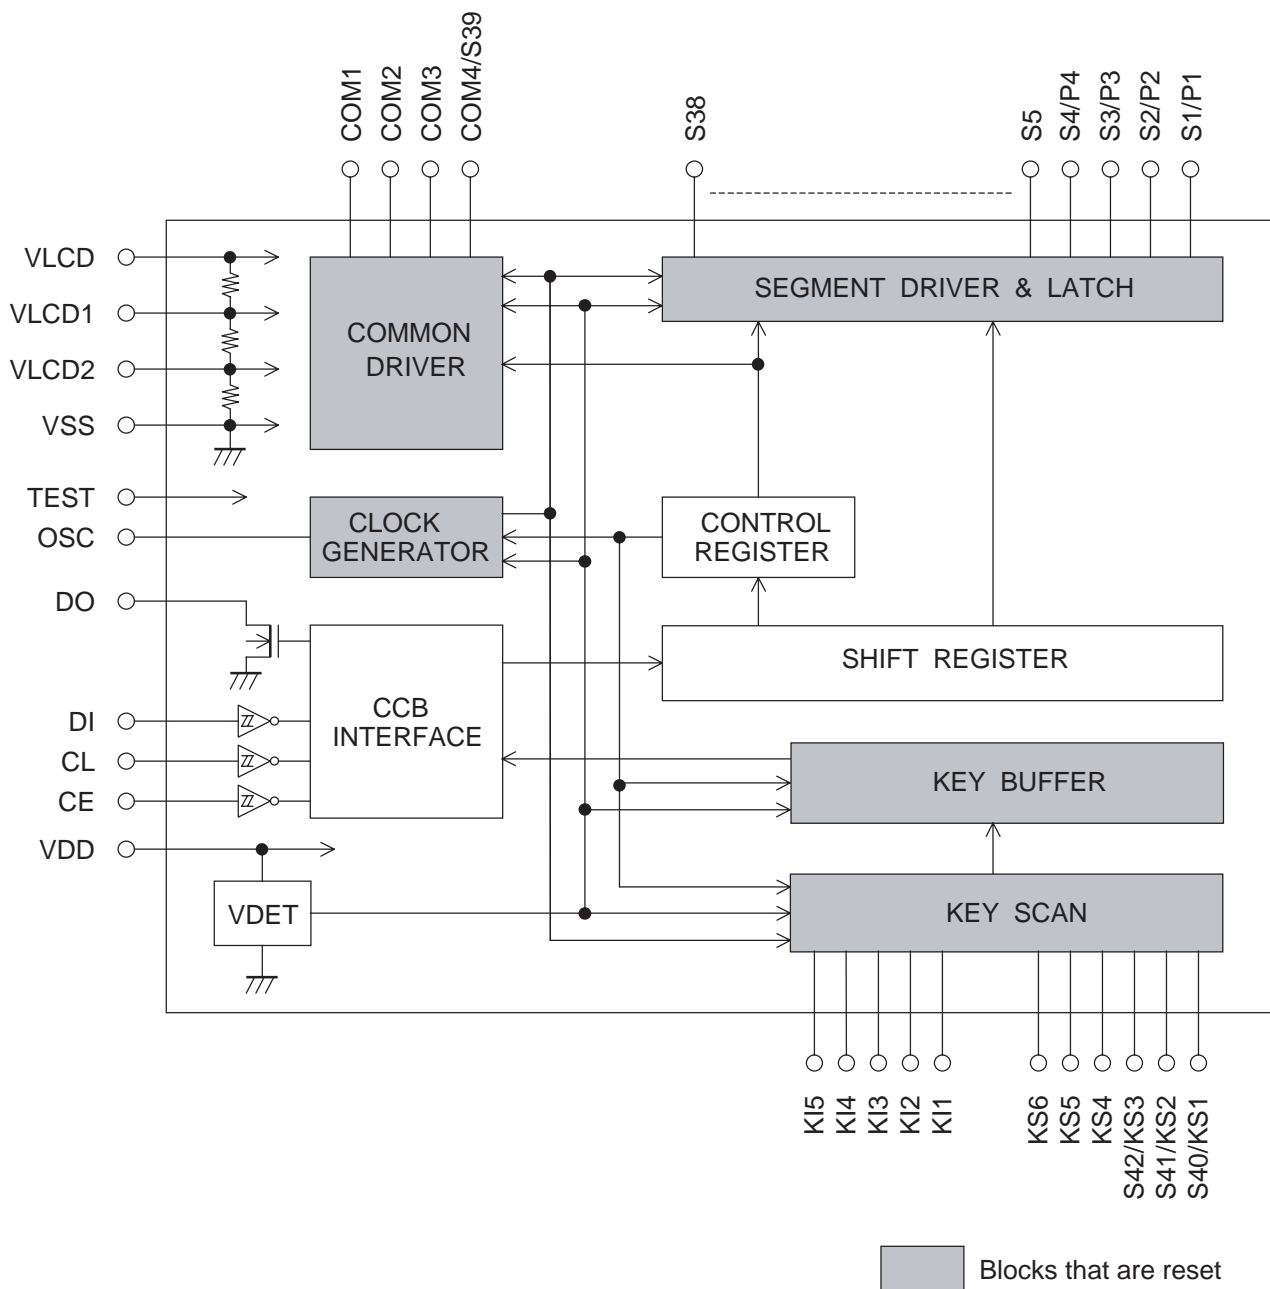 COM1
COM2
COM3
COM4/S39
S38
S5
S4/P4
S3/P3
S2/P2
S1/P1
VLCD
VLCD1
VLCD2
VSS
TEST
OSC
DO
DI
CL
CE
VDD
COMMON
DRIVER
SEGMENT DRIVER & LATCH
CLOCK
GENERATOR
CONTROL
REGISTER
SHIFT REGISTER
CCB
INTERFACE
KEY BUFFER
VDET
KEY SCAN
KI5
KI4
KI3
KI2
KI1
KS6
KS5
KS4
S42/KS3
S41/KS2
S40/KS1
Blocks that are reset